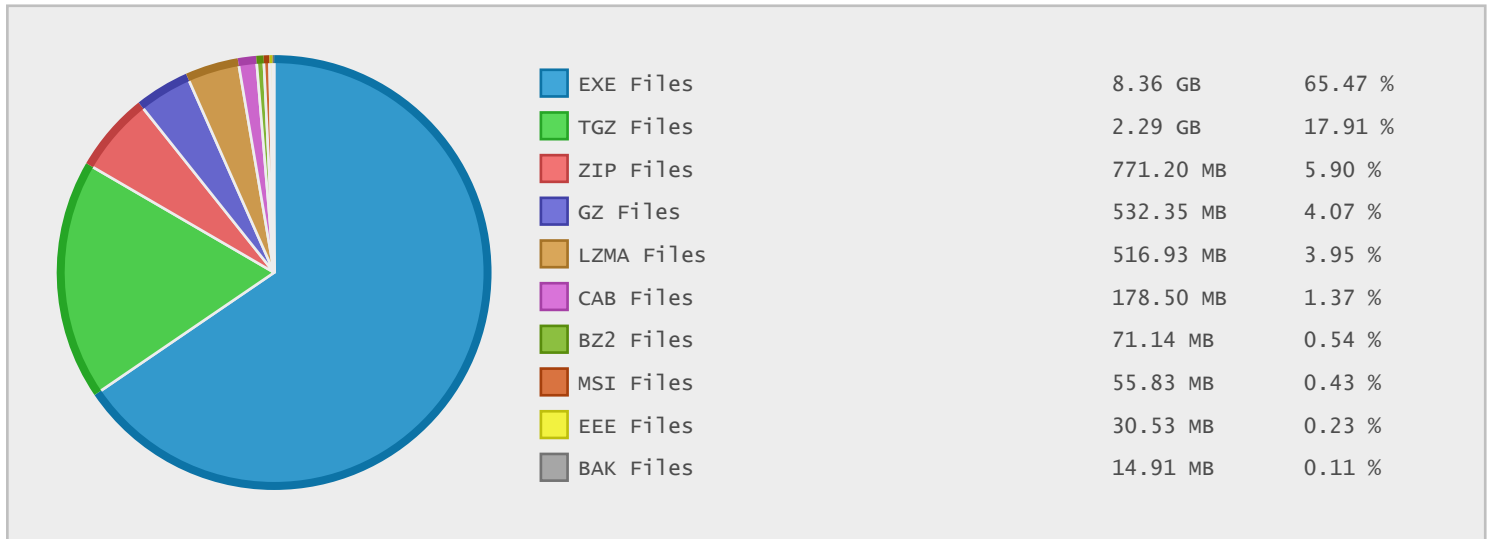 EXE Files 8.36 GB 65.47 %
TGZ Files 2.29 GB 17.91 %
ZIP Files 771.20 MB 5.90 %
GZ Files 532.35 MB 4.07 %
LZMA Files 516.93 MB 3.95 %
CAB Files 178.50 MB 1.37 %
BZ2 Files 71.14 MB 0.54 %
MSI Files 55.83 MB 0.43 %
EEE Files 30.53 MB 0.23 %
BAK Files 14.91 MB 0.11 %